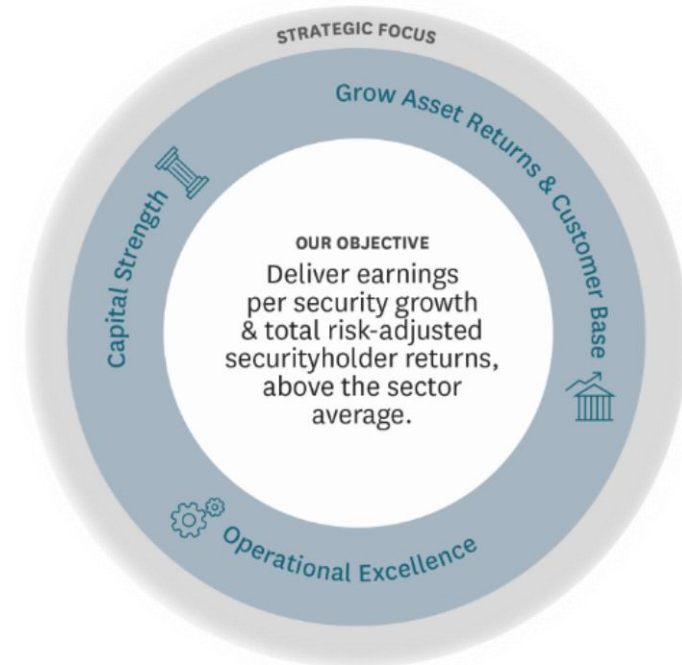 STRATEGIC FOCUS
Grow Asset Returns & Customer Base
Capital Strength
OUR OBJECTIVE
Deliver earnings
per security growth
& total risk-adjusted
securityholder returns,
above the sector
average.
Operational Excellence